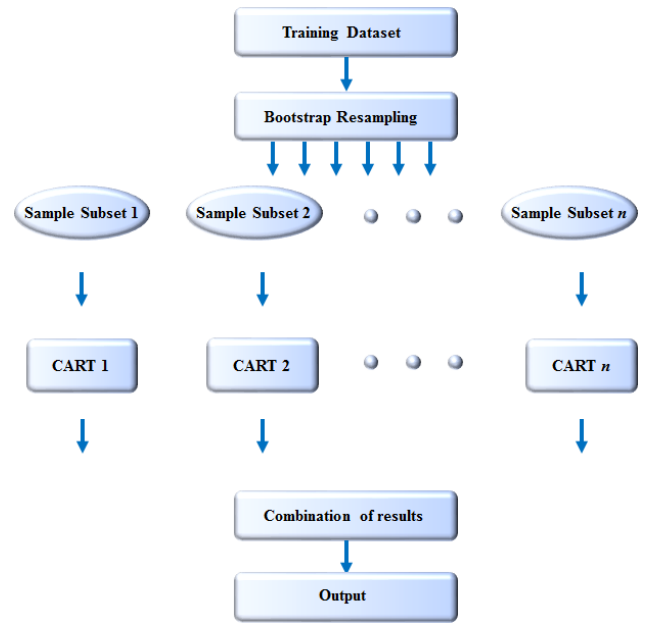 Training Dataset
Bootstrap Resampling
Sample Subset 1
Sample Subset 2
Sample Subset n
CART 1
CART 2
CART n
Combination of results
Output